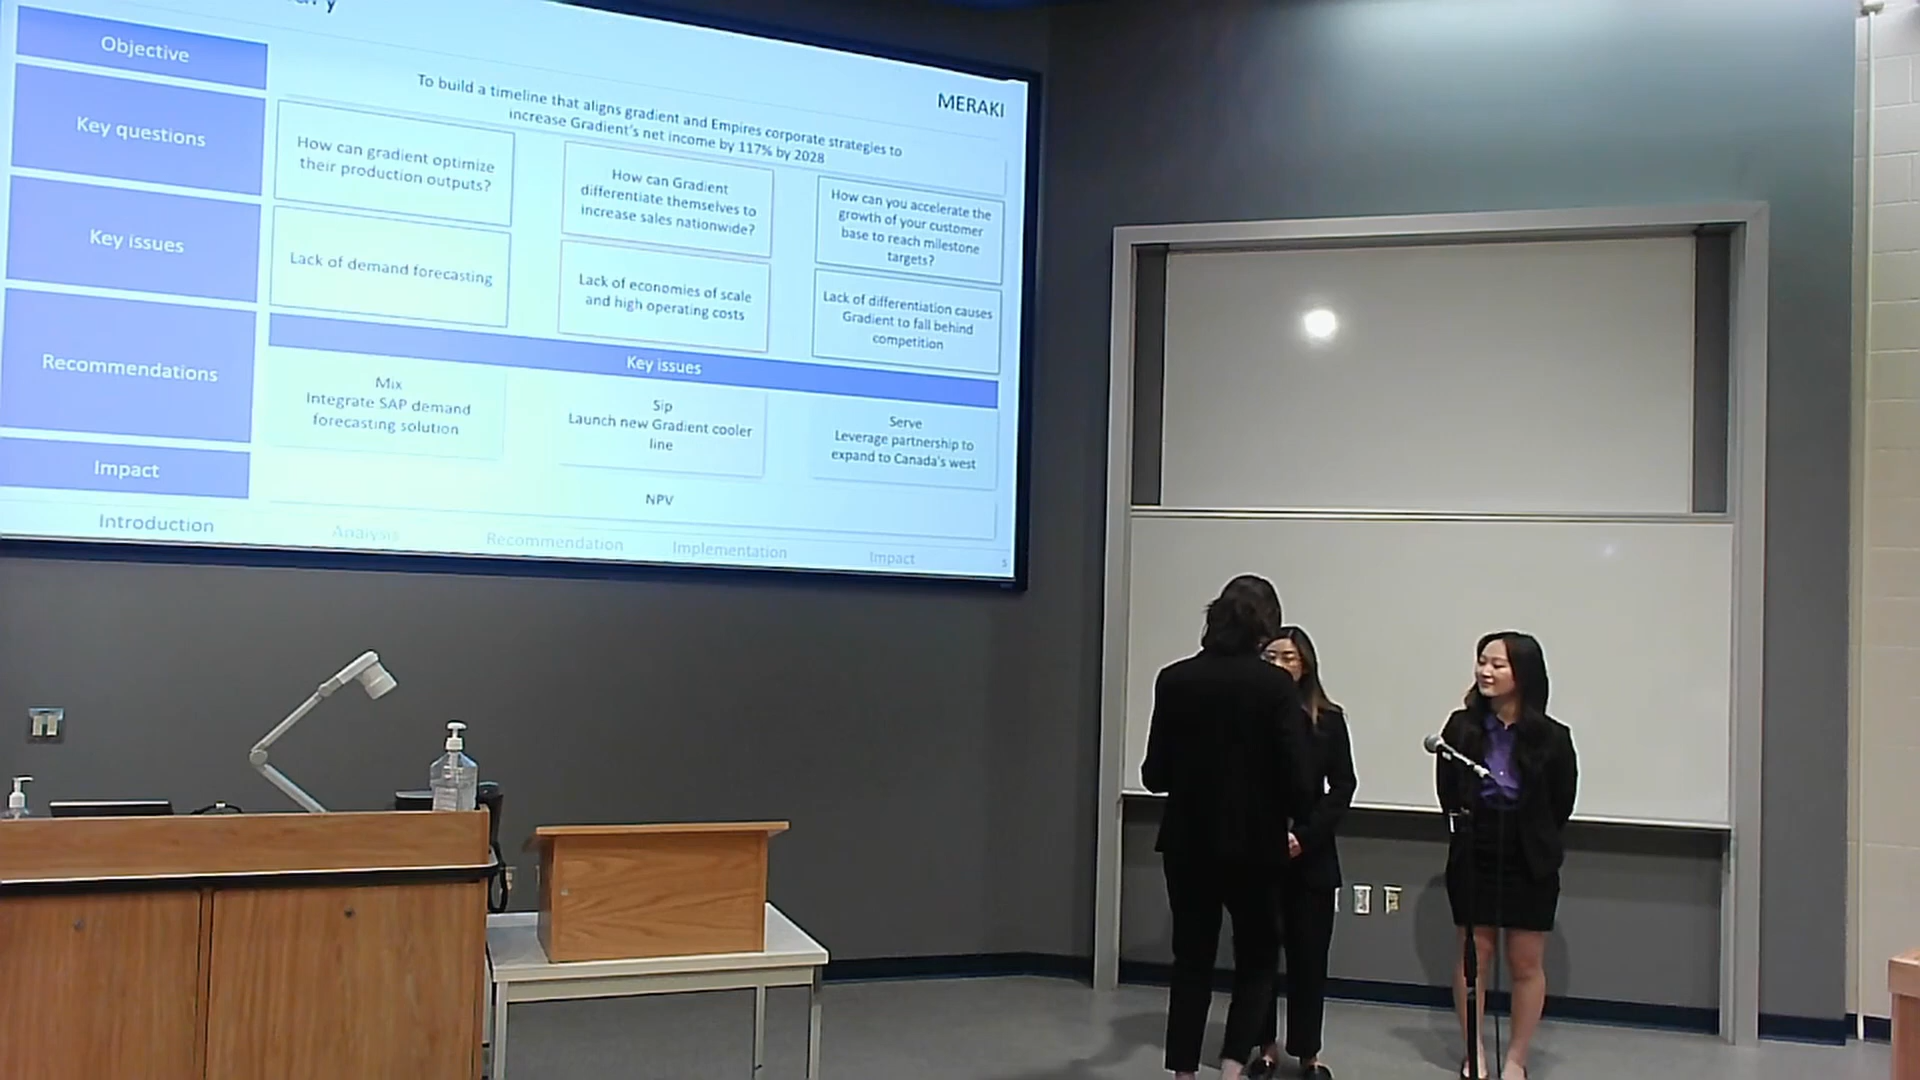 MERAKI
Objective
To build a timeline that aligns gradient and Empires corporate strategies to
increase Gradient's net income by 117% by 2028
Key questions
How can gradient optimize
their production outputs?
How can Gradient
differentiate themselves to
increase sales nationwide?
How can you accelerate the
growth of your customer
base to reach milestone
targets?
Key issues
Lack of demand forecasting
Lack of economies of scale
and high operating costs
Lack of differentiation causes
Gradient to fall behind
competition
Key issues
Recommendations
Mix
Integrate SAP demand
forecasting solution
Sip
Launch new Gradient cooler
line
Serve
Leverage partnership to
expand to Canada's west
Impact
NPV
Introduction
Analysis
Recommendation
Implementation
Impact
5